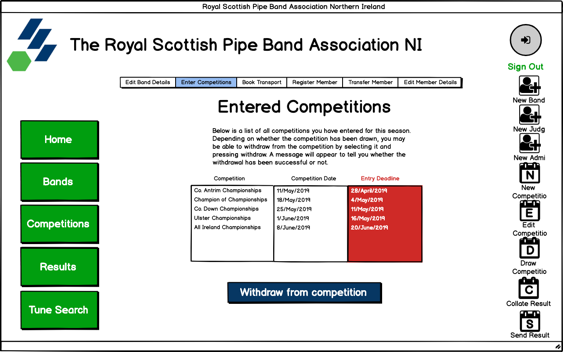 Royal Scottish Pipe Band Association Northern Ireland
The Royal Scottish Pipe Band Association NI
Sign Out
Edit Band Details Enter Competitions Book Transport Register Member Transfer Member Edit Member Details
New Band
Entered Competitions
Below is a list of all competitions you have entered for this season.
Depending on whether the competition has been drawn, you may
be able to withdraw from the competition by selecting it and
pressing withdraw. A message will appear to tell you whether the
withdrawal has been successful or not.
Home
Bands
Competitions
Results
Tune Search
Competition Competition Date Entry Deadline
Co. Antrim Championships 11/May/2019 28/April/2019
Champion of Championships 18/May/2019 4/May/2019
Co. Down Championships 25/May/2019 11/May/2019
Ulster Championships 1/June/2019 16/May/2019
All Ireland Championships 8/June/2019 20/June/2019
Withdraw from competition
New Judg
New Admi
N
New
Competitio
E
Edit
Competitio
D
Draw
Competitio
C
Collate Result
S
Send Result